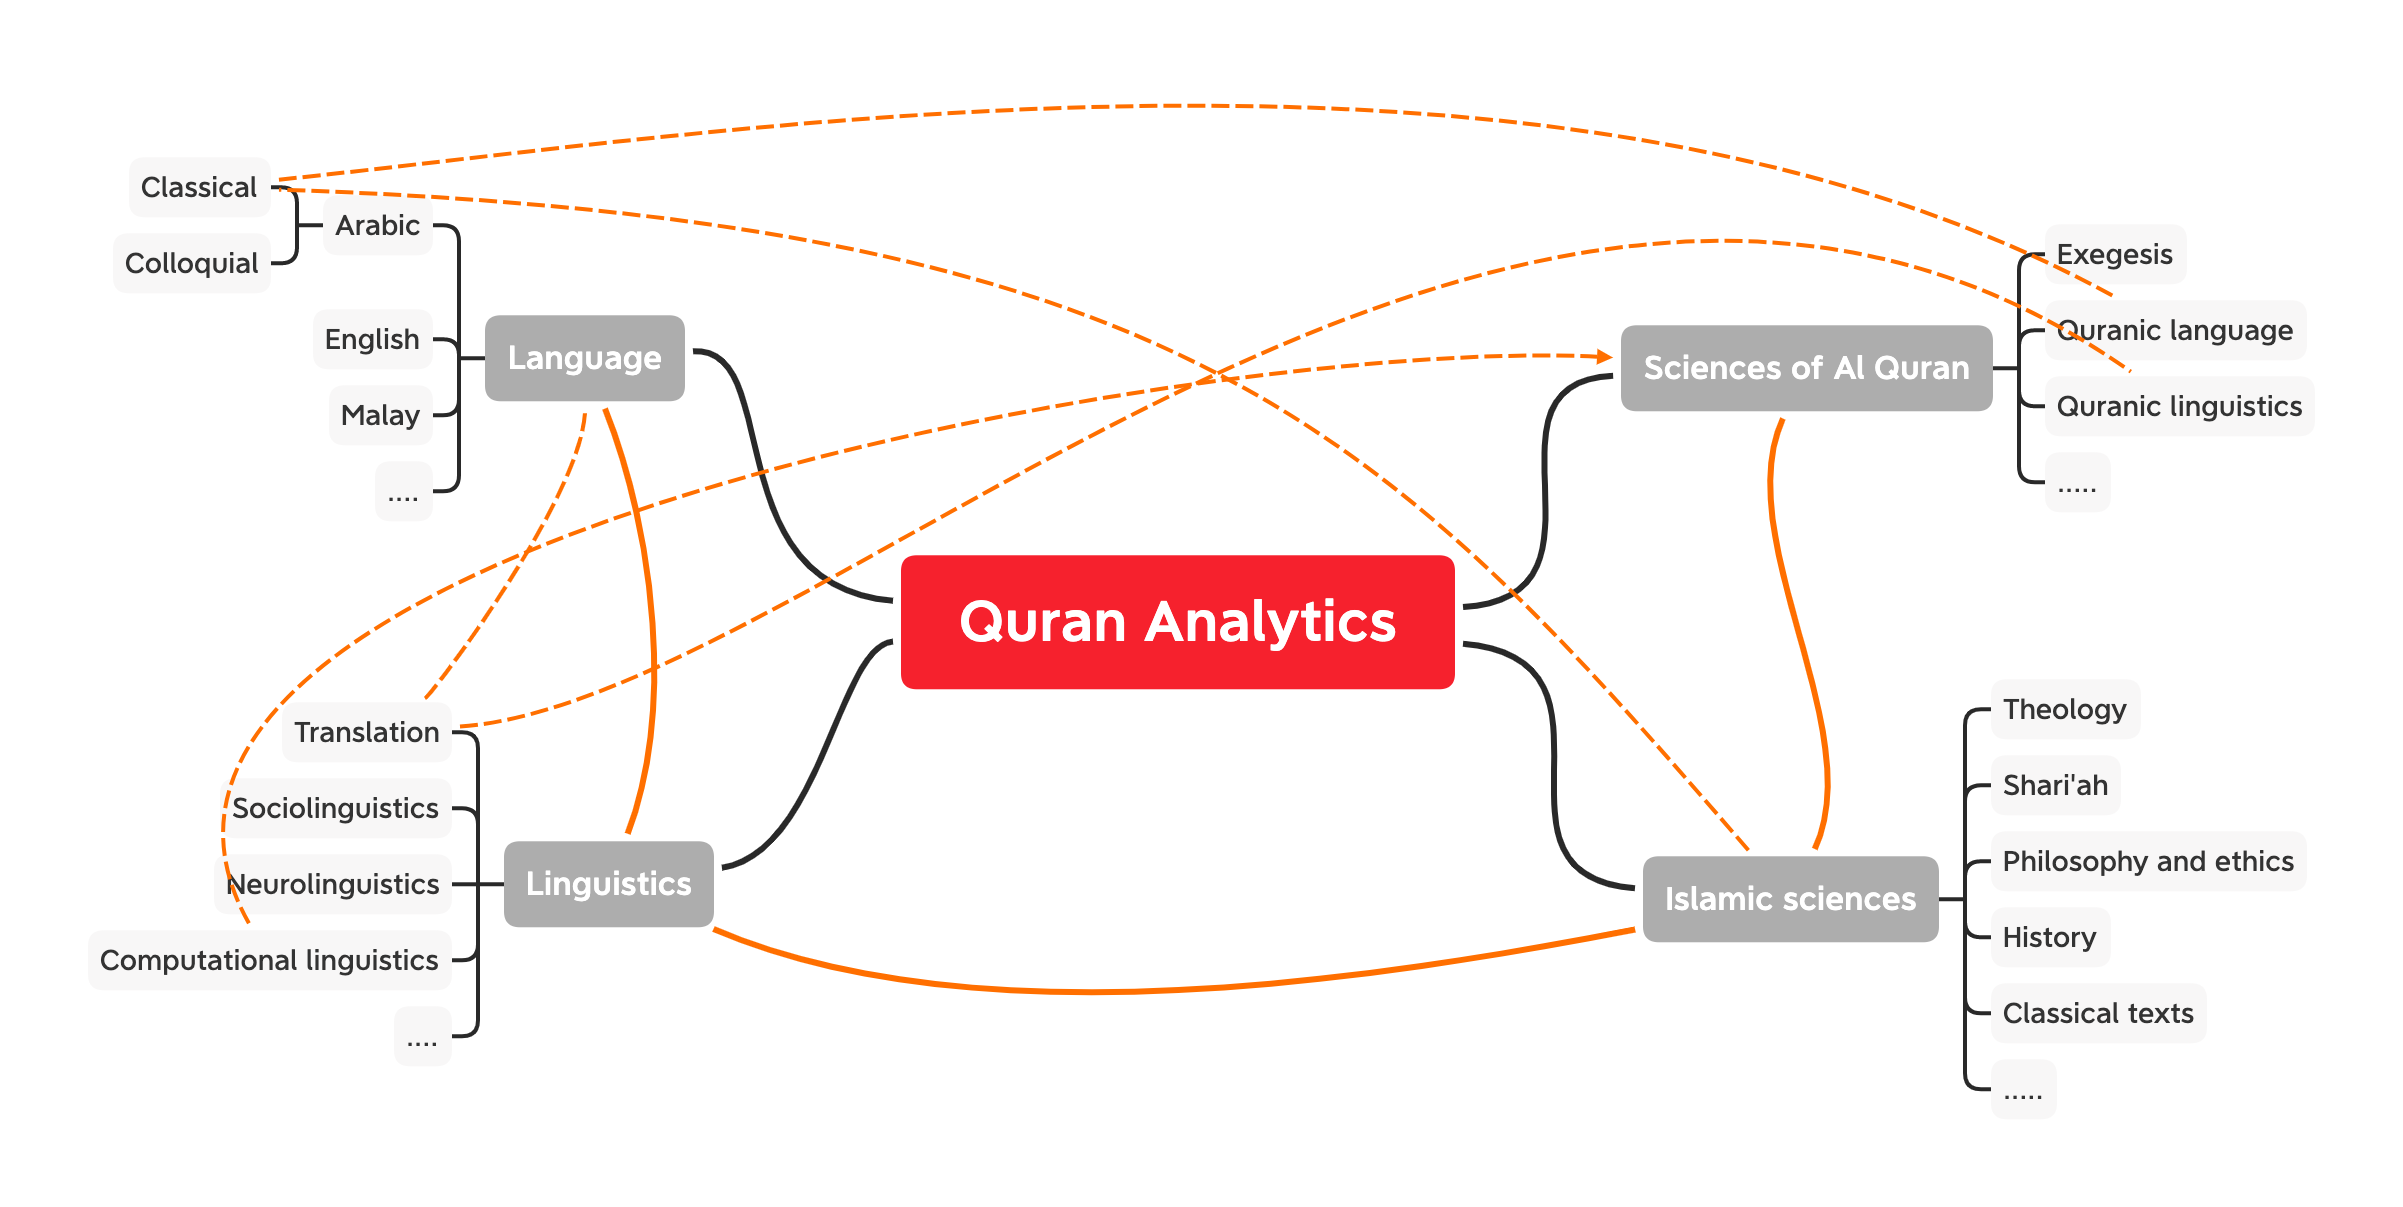 Classical
Arabic
Colloquial
English
Malay
....
Language
Translation
Sociolinguistics
Neurolinguistics
Computational linguistics
....
Linguistics
Quran Analytics
Sciences of Al Quran
Exegesis
Quranic language
Quranic linguistics
.....
Islamic sciences
Theology
Shari'ah
Philosophy and ethics
History
Classical texts
.....